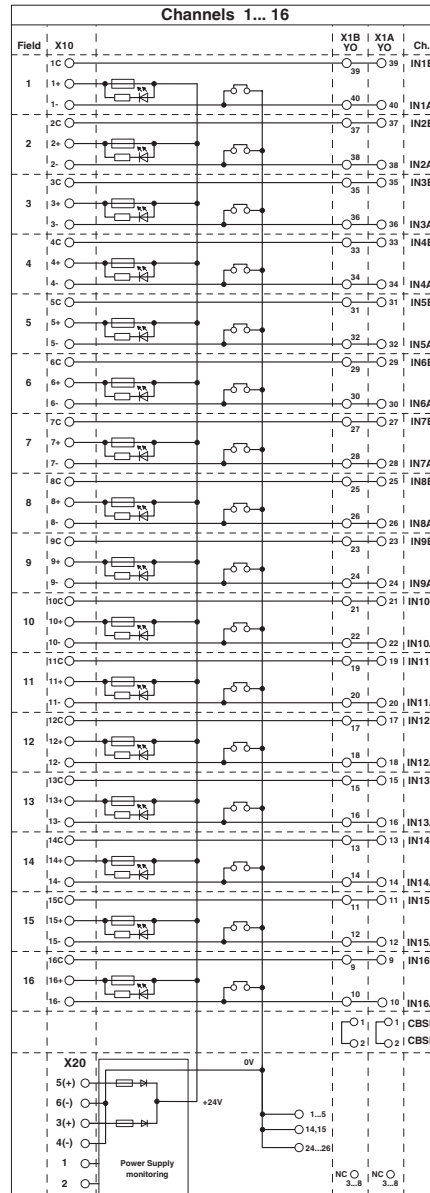 Channels 1... 16
Field X10 X1B YO X1A YO Ch.
1C 39 39 IN1B
1 1+
1- 40 40 IN1A
2C 37 37 IN2B
2 2+
2- 38 38 IN2A
3C 35 35 IN3B
3 3+
3- 36 36 IN3A
4C 33 33 IN4B
4 4+
4- 34 34 IN4A
5C 31 31 IN5B
5 5+
5- 32 32 IN5A
6C 29 29 IN6B
6 6+
6- 30 30 IN6A
7C 27 27 IN7B
7 7+
7- 28 28 IN7A
8C 25 25 IN8B
8 8+
8- 26 26 IN8A
9C 23 23 IN9B
9 9+
9- 24 24 IN9A
10C 21 21 IN10
10 10+
10- 22 22 IN10A
11C 19 19 IN11
11 11+
11- 20 20 IN11A
12C 17 17 IN12
12 12+
12- 18 18 IN12A
13C 15 15 IN13
13 13+
13- 16 16 IN13A
14C 13 13 IN14
14 14+
14- 14 14 IN14A
15C 11 11 IN15
15 15+
15- 12 12 IN15A
16C 9 9 IN16
16 16+
16- 10 10 IN16A
1 1 CBS
2 2 CBS
X20 0V
5(+)
6(-) +24V
3(+) 1...5
4(-) 14,15
1 24...26
Power Supply
monitoring
2
NC 3...8 NC 3...8